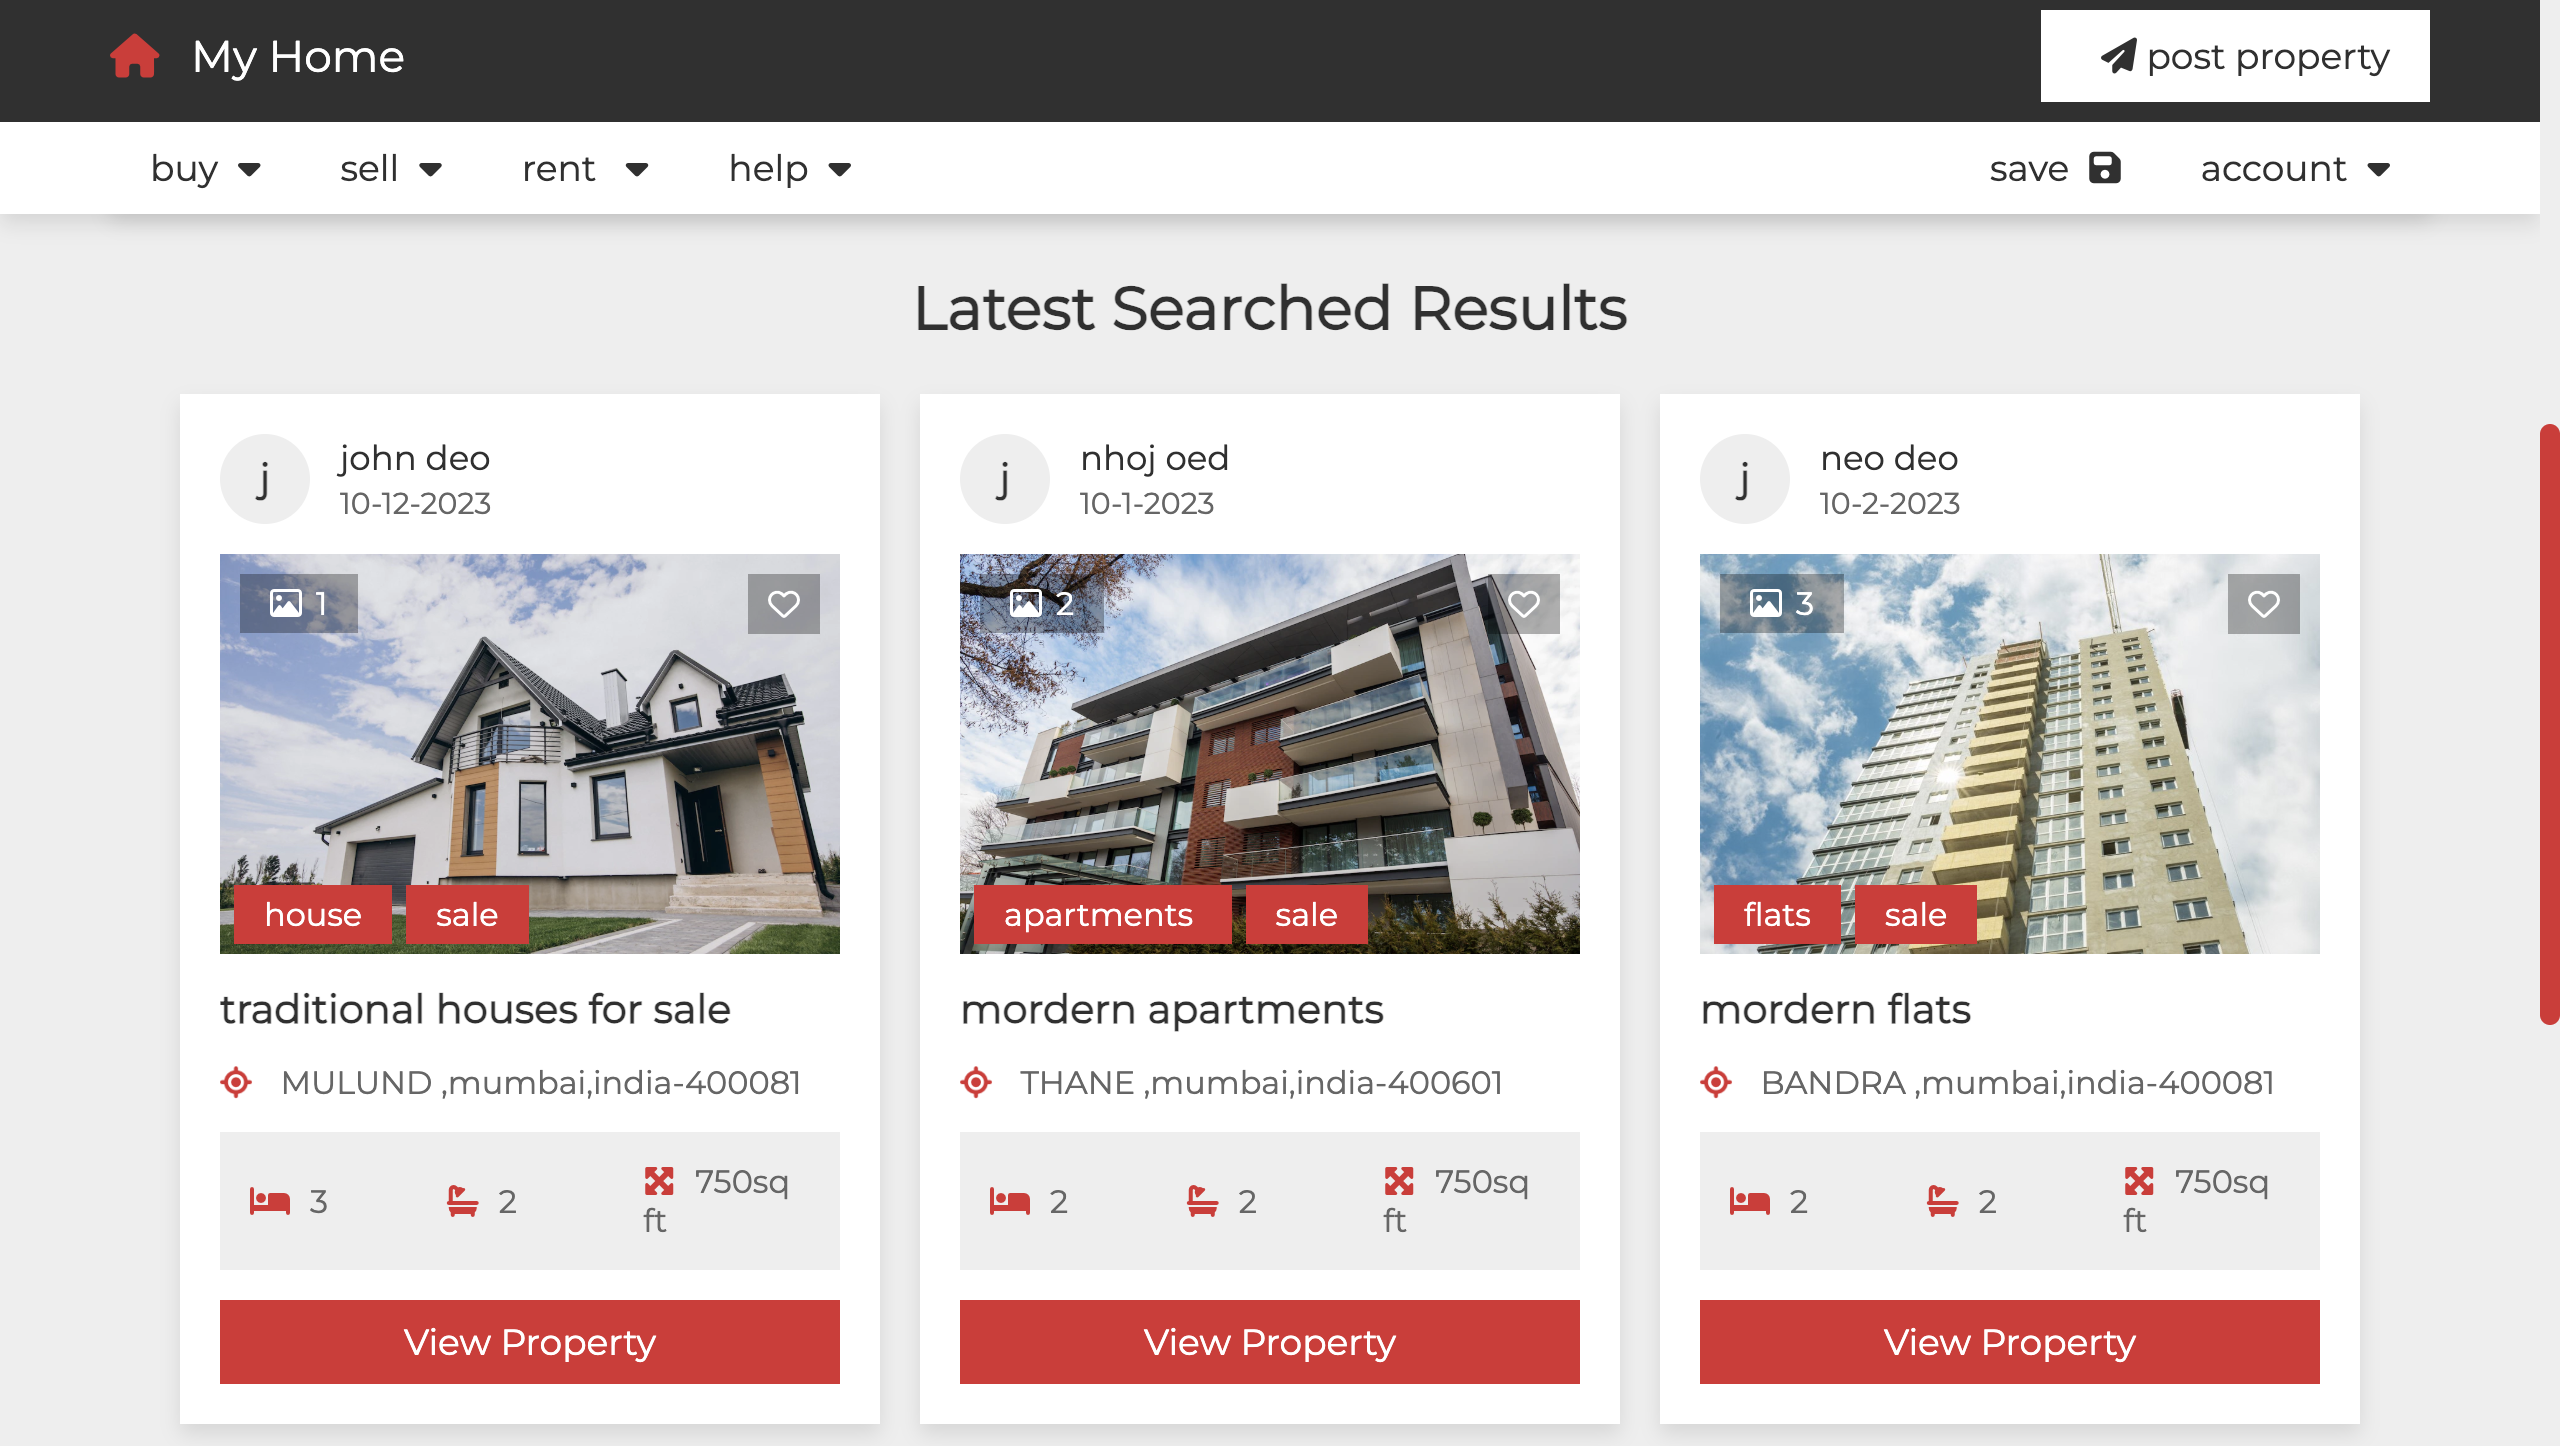 My Home
post property
buy
sell
rent
help
save
account
Latest Searched Results
j
john deo
10-12-2023
1
house
sale
traditional houses for sale
MULUND ,mumbai,india-400081
3
2
750sq
ft
View Property
j
nhoj oed
10-1-2023
2
apartments
sale
mordern apartments
THANE ,mumbai,india-400601
2
2
750sq
ft
View Property
j
neo deo
10-2-2023
3
flats
sale
mordern flats
BANDRA ,mumbai,india-400081
2
2
750sq
ft
View Property